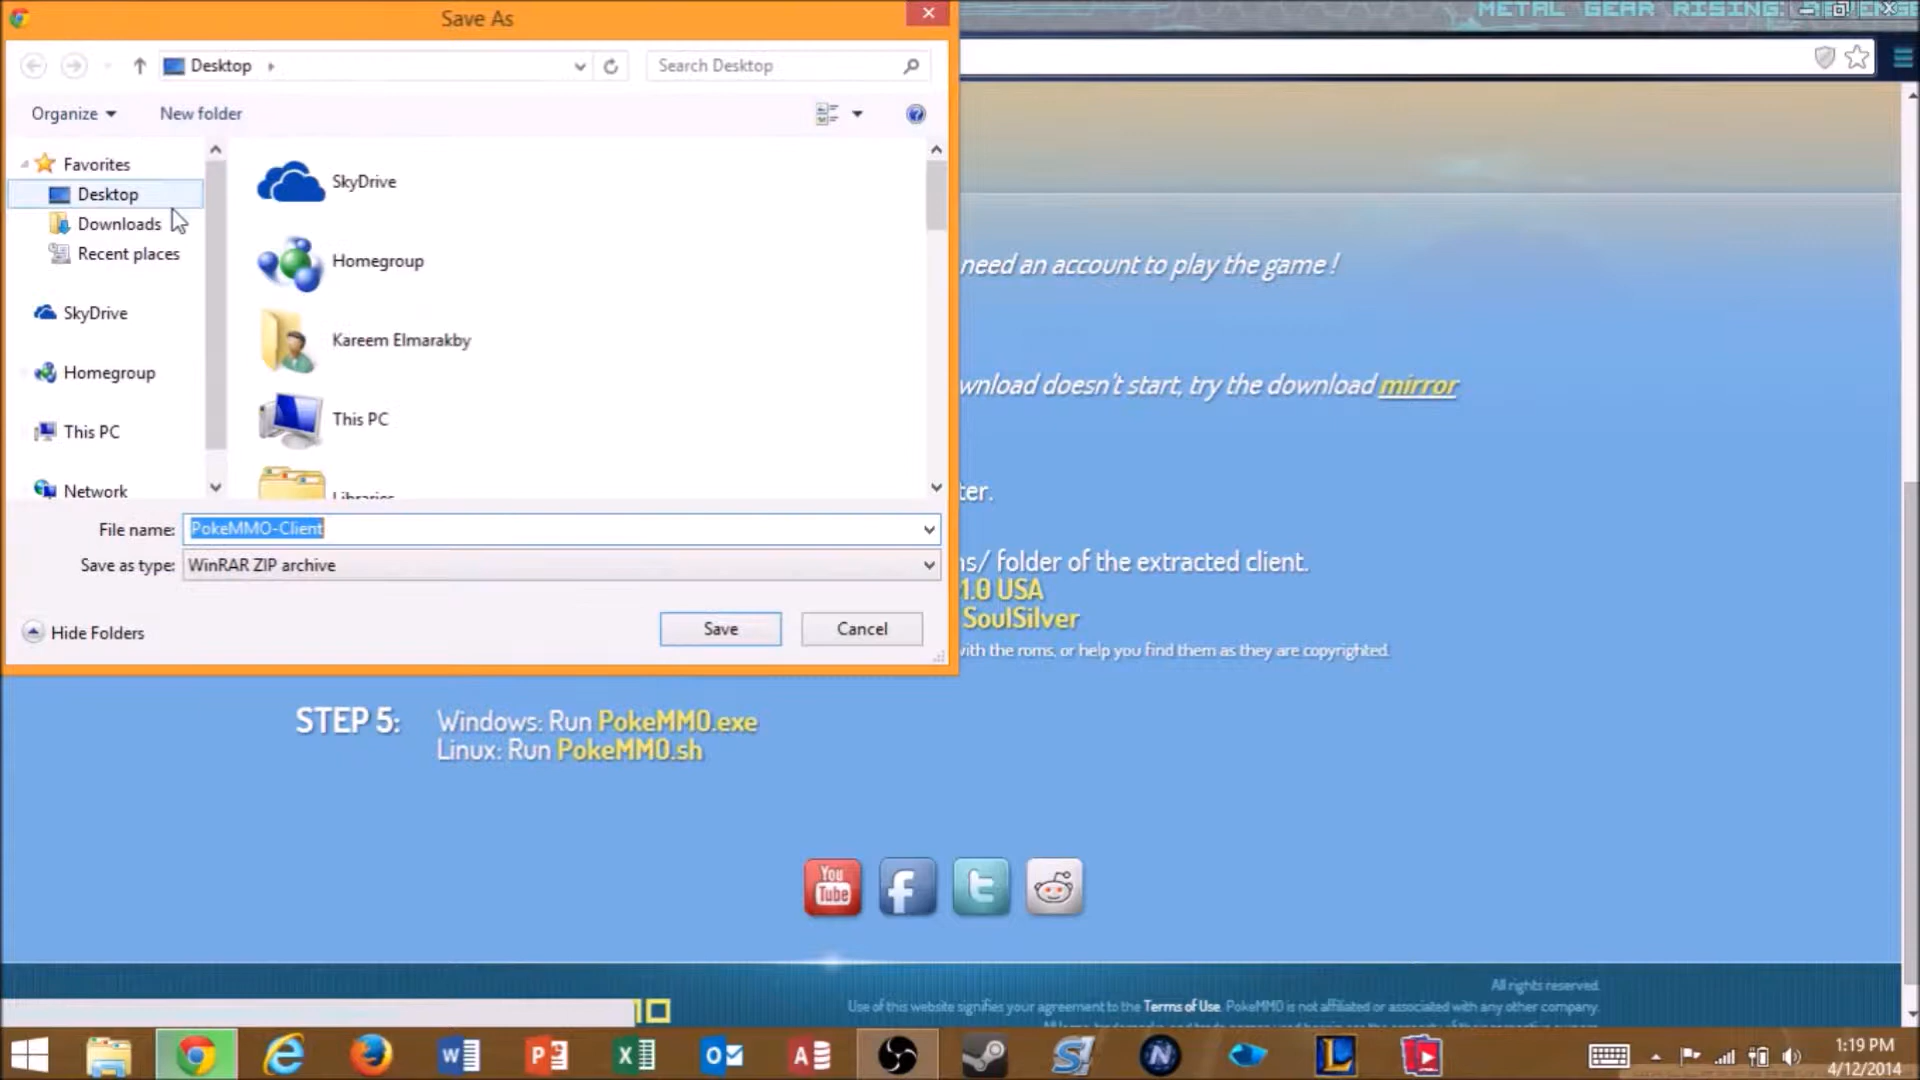 Save As
METAL GEAR RISING:
Desktop
Search Desktop
Organize
New folder
Favorites
Desktop
Downloads
Recent places
SkyDrive
Homegroup
This PC
Network
SkyDrive
Homegroup
Kareem Elmarakby
This PC
Libraries
File name: PokeMMO-Client
Save as type: WinRAR ZIP archive
Hide Folders
Save
Cancel
need an account to play the game !
wnload doesn't start, try the download mirror
ter.
ms/ folder of the extracted client.
1.0 USA
SoulSilver
with the roms, or help you find them as they are copyrighted.
STEP 5:
Windows: Run PokeMMO.exe
Linux: Run PokeMMO.sh
You
Tube
All rights reserved.
Use of this website signifies your agreement to the Terms of Use. PokeMMO is not affiliated or associated with any other company.
1:19 PM
4/12/2014